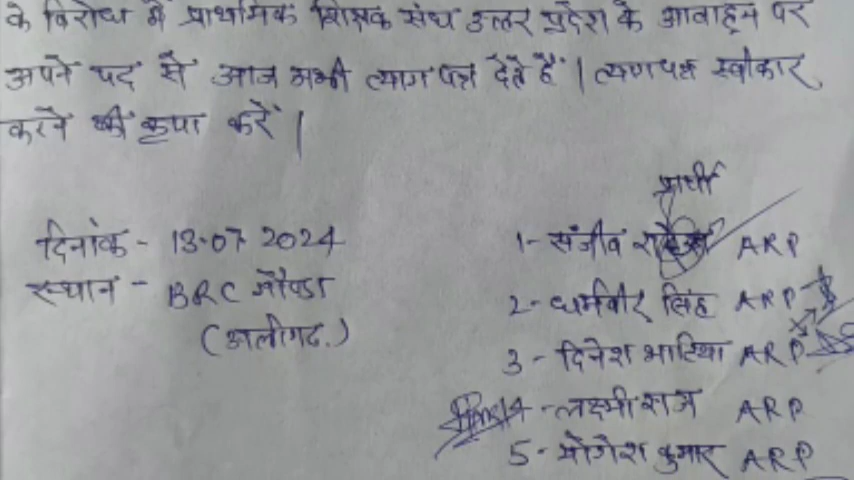 के विरोध में प्राथमिक शिक्षक संघ उत्तर प्रदेश के आवाहन पर
अपने पद से आज अभी त्याग पत्र देते हैं | त्यागपत्र स्वीकार
करने की कृपा करें |
प्रार्थी
दिनांक - 13-07 2024
1- संजीव ARP
स्थान - BRC गौण्डा
2- धर्मवीर सिंह ARP
(अलीगढ़.)
3 - दिनेश भाटिया ARP
4 - लक्ष्मी राज ARP
5 - योगेश कुमार ARP